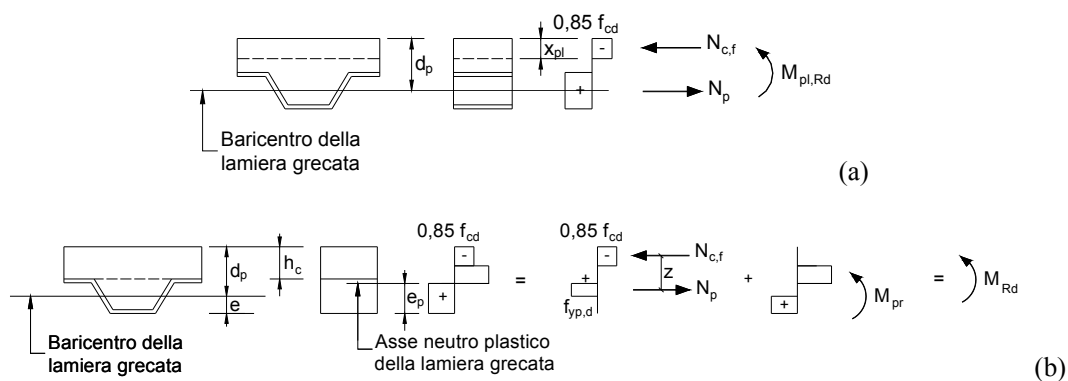 0,85 f_cd
x_pl
d_p
-
N_c,f
M_pl,Rd
+
N_p
Baricentro della
lamiera grecata
(a)
0,85 f_cd
0,85 f_cd
d_p
h_c
-
-
N_c,f
e
e_p
+
=
+
f_yp,d
z
N_p
+
+
M_pr
=
M_Rd
Baricentro della
lamiera grecata
Asse neutro plastico
della lamiera grecata
(b)